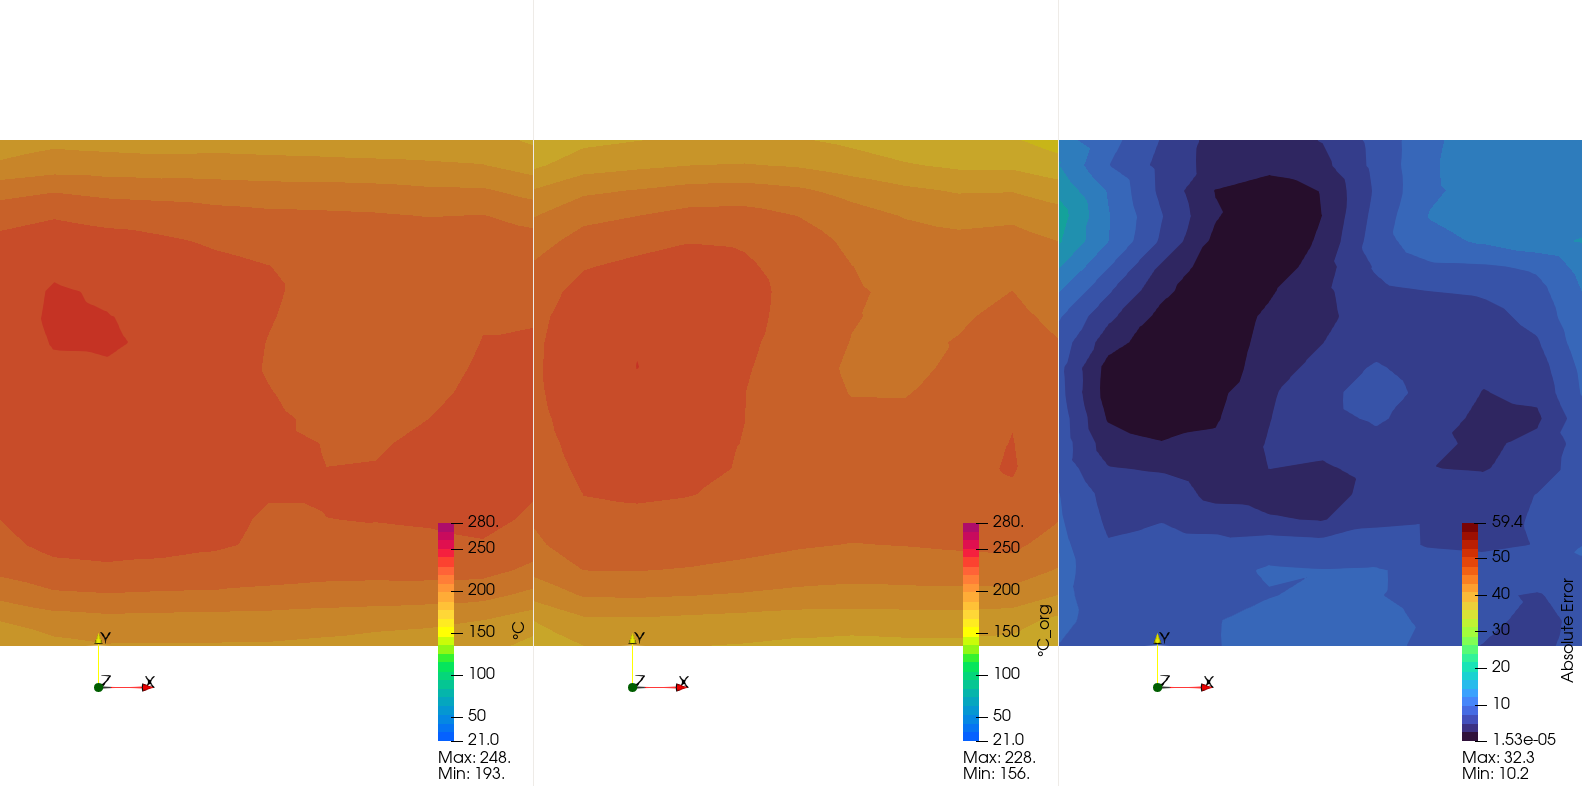 280.
250
200
150
100
50
21.0
°C
Max: 248.
Min: 193.
Y
Z
X
280.
250
200
150
100
50
21.0
°C_org
Max: 228.
Min: 156.
Y
Z
X
59.4
50
40
30
20
10
1.53e-05
Absolute Error
Max: 32.3
Min: 10.2
Y
Z
X